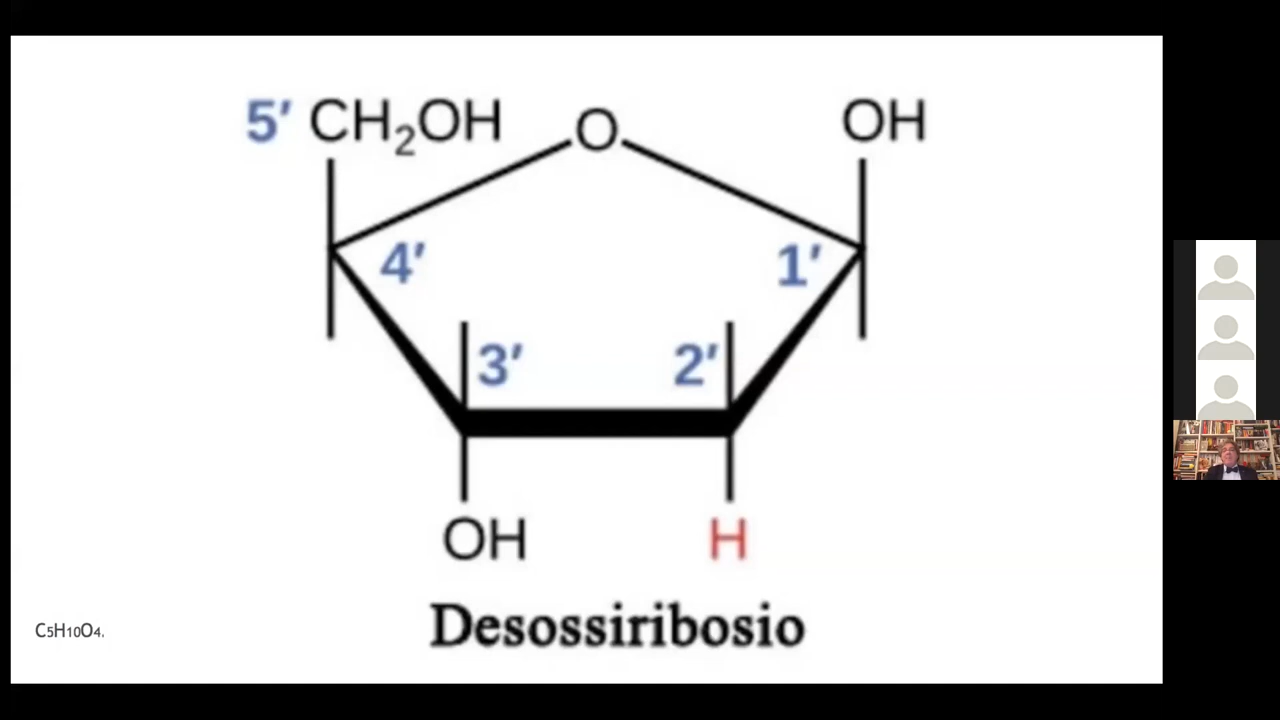 5′ CH₂OH O OH
4′ 1′
3′ 2′
OH H
Desossiribosio
C5H10O4.